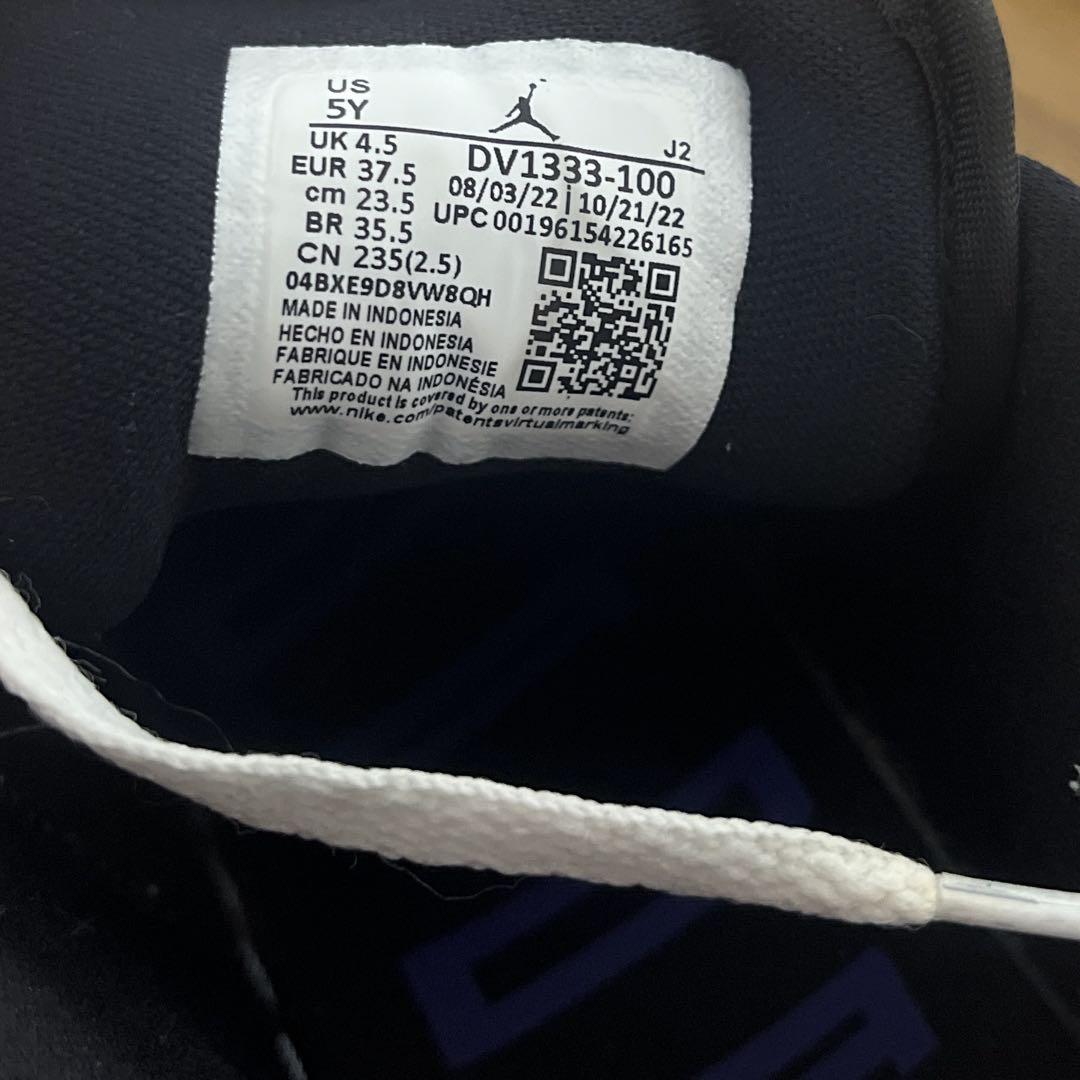 US
5Y
UK 4.5
EUR 37.5
cm 23.5
BR 35.5
CN 235(2.5)
J2
DV1333-100
08/03/22 | 10/21/22
UPC 00196154226165
04BXE9D8VW8QH
MADE IN INDONESIA
HECHO EN INDONESIA
FABRIQUE EN INDONESIE
FABRICADO NA INDONÉSIA
This product is covered by one or more patents:
www.nike.com/patentsvirtualmarking